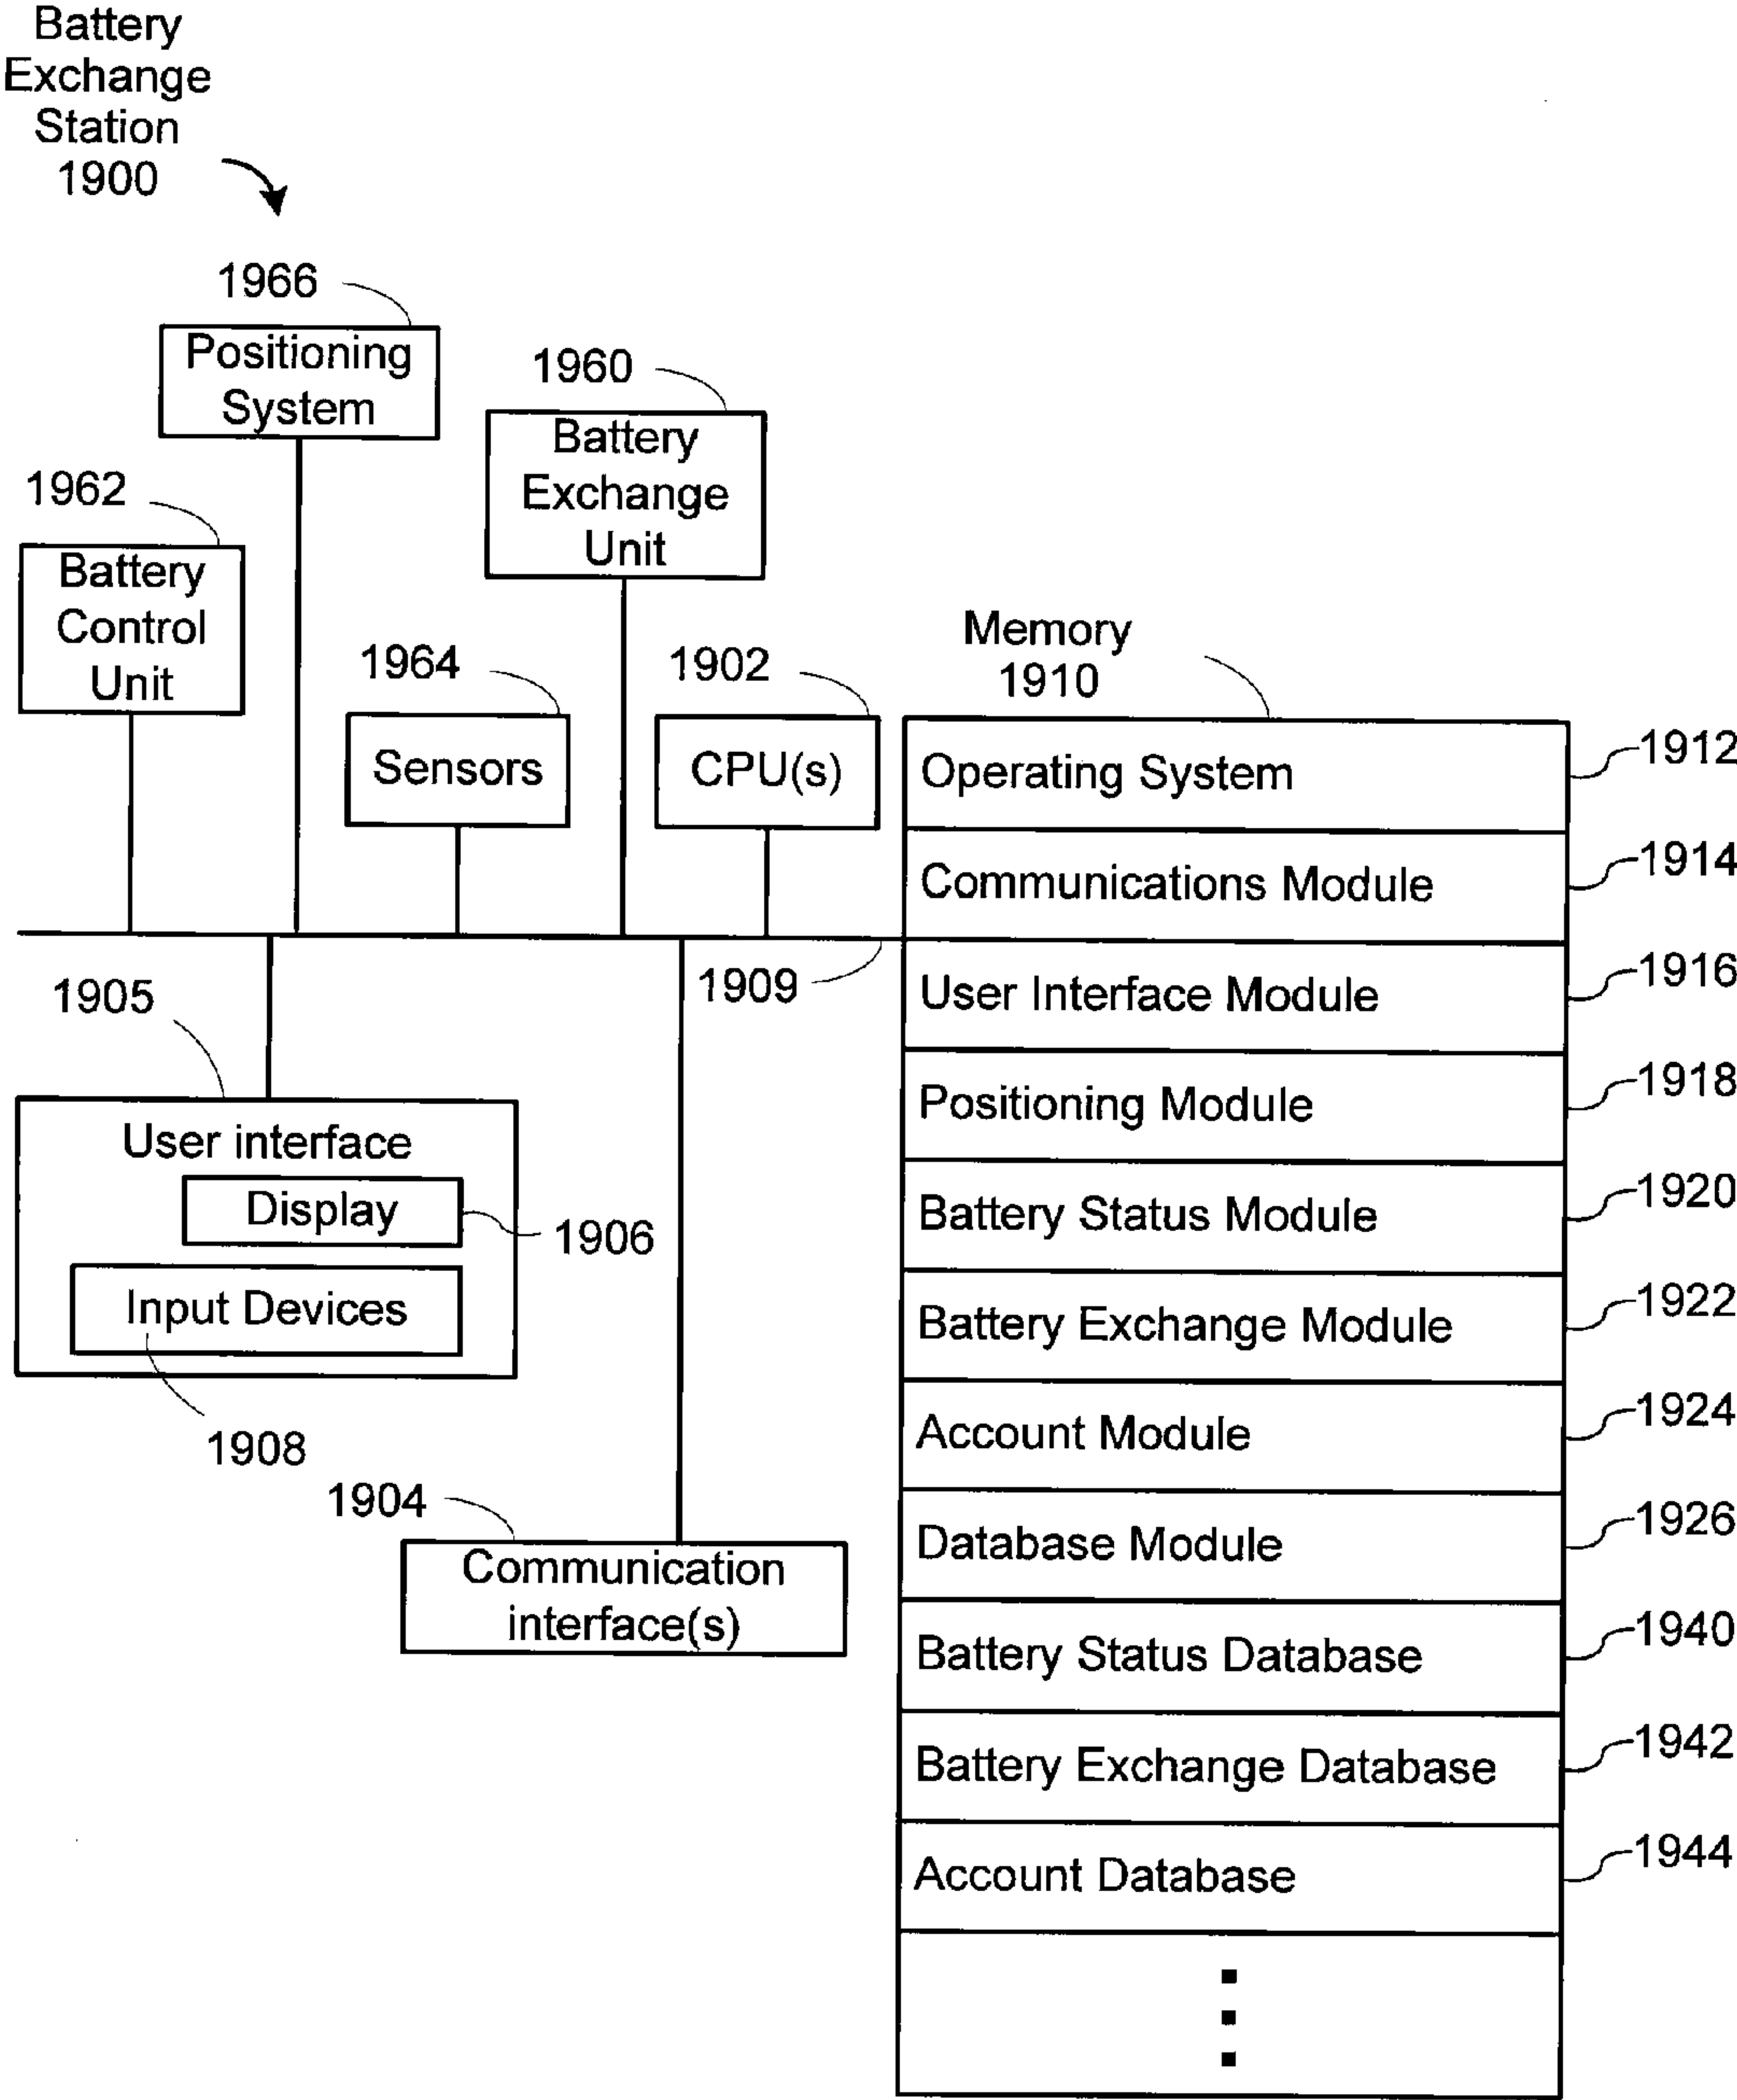 Battery
Exchange
Station
1900
1966
Positioning
System
1960
Battery
Exchange
Unit
1962
Battery
Control
Unit
1964
Sensors
1902
CPU(s)
Memory
1910
Operating System
1912
Communications Module
1914
1909
User Interface Module
1916
Positioning Module
1918
Battery Status Module
1920
Battery Exchange Module
1922
Account Module
1924
Database Module
1926
Battery Status Database
1940
Battery Exchange Database
1942
Account Database
1944
1905
User interface
Display
1906
Input Devices
1908
1904
Communication
interface(s)